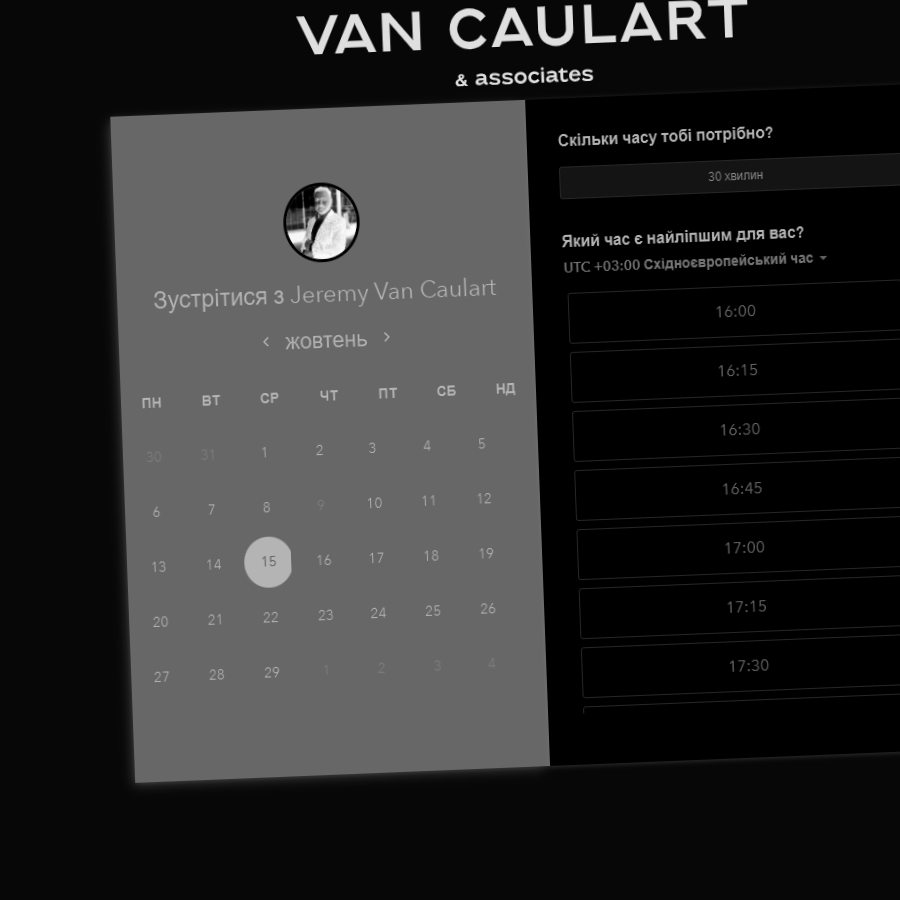 VAN CAULART
& associates
Зустрітися з Jeremy Van Caulart
‹ жовтень ›
ПН ВТ СР ЧТ ПТ СБ НД
30 31 1 2 3 4 5
6 7 8 9 10 11 12
13 14 15 16 17 18 19
20 21 22 23 24 25 26
27 28 29 1 2 3 4
Скільки часу тобі потрібно?
30 хвилин
Який час є найліпшим для вас?
UTC +03:00 Східноєвропейський час
16:00
16:15
16:30
16:45
17:00
17:15
17:30